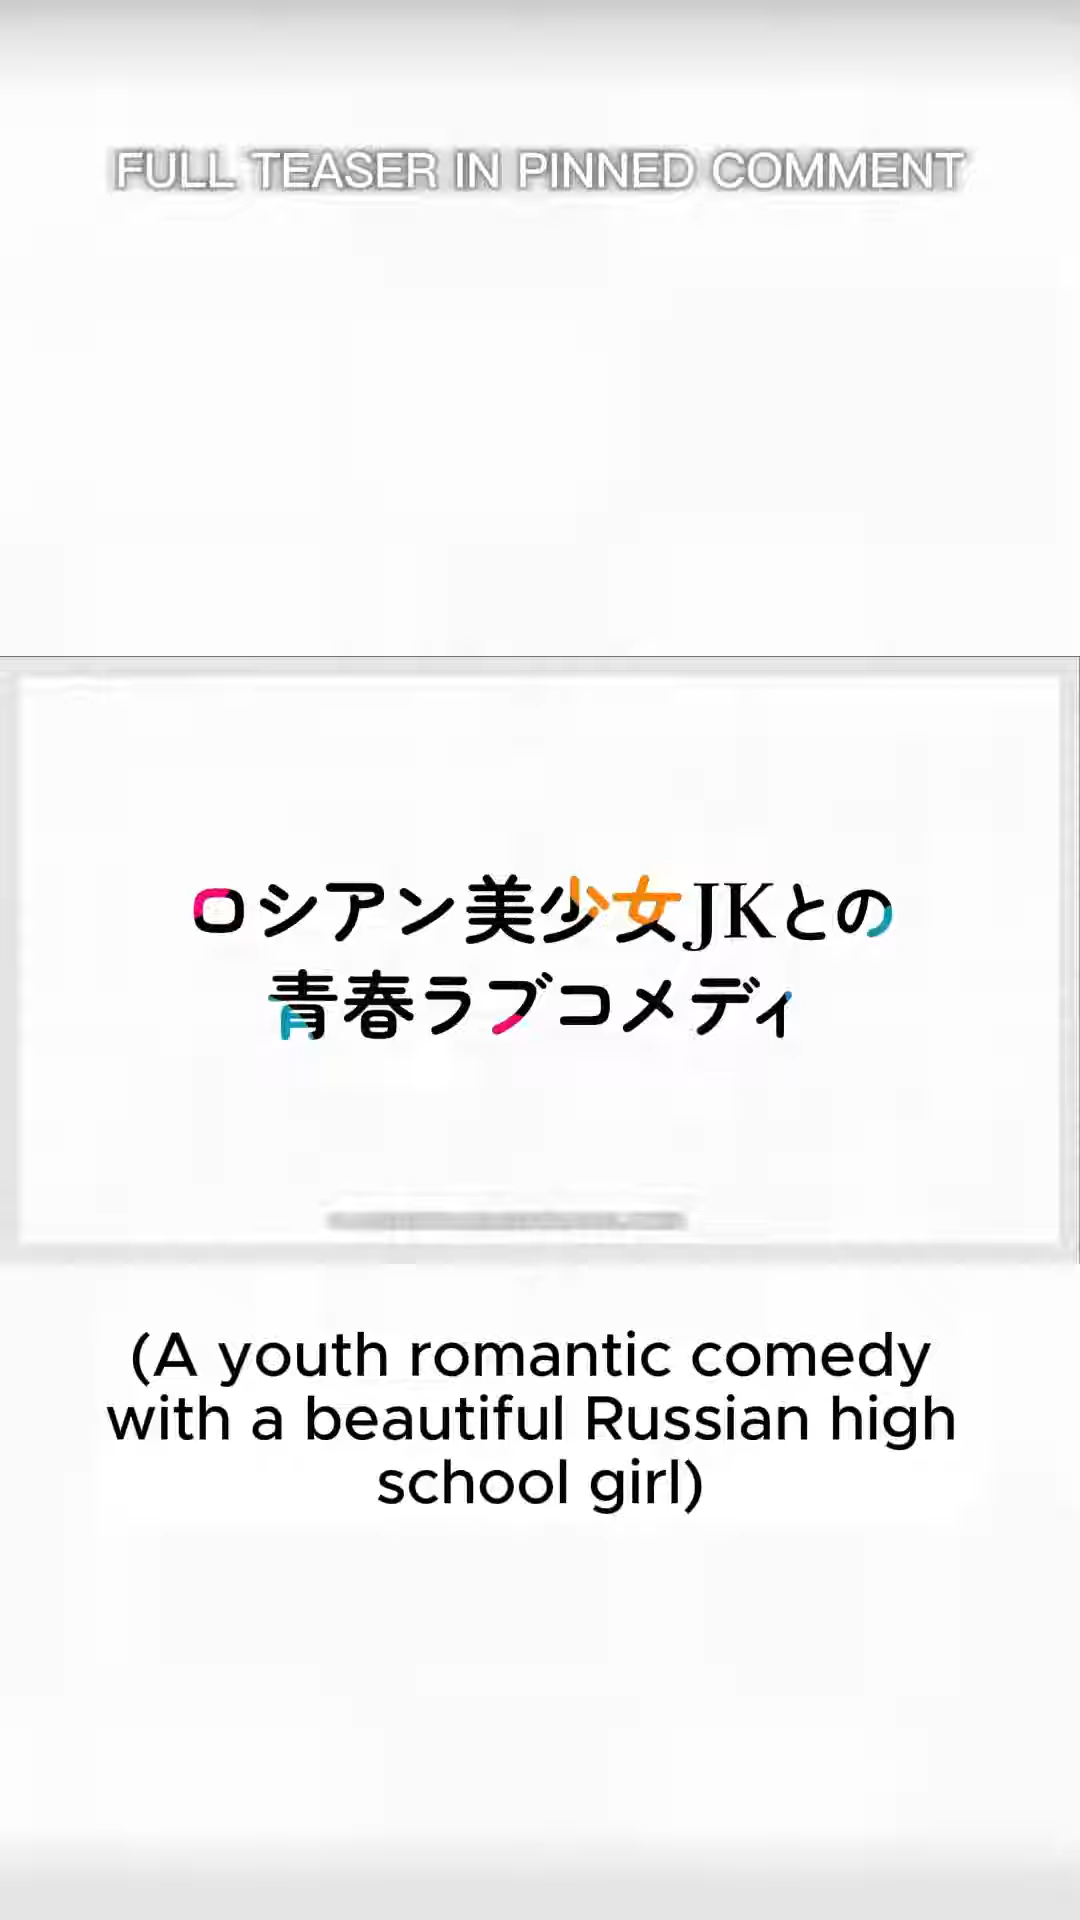 FULL TEASER IN PINNED COMMENT
ロシアン美少女JKとの
青春ラブコメディ
(A youth romantic comedy
with a beautiful Russian high
school girl)